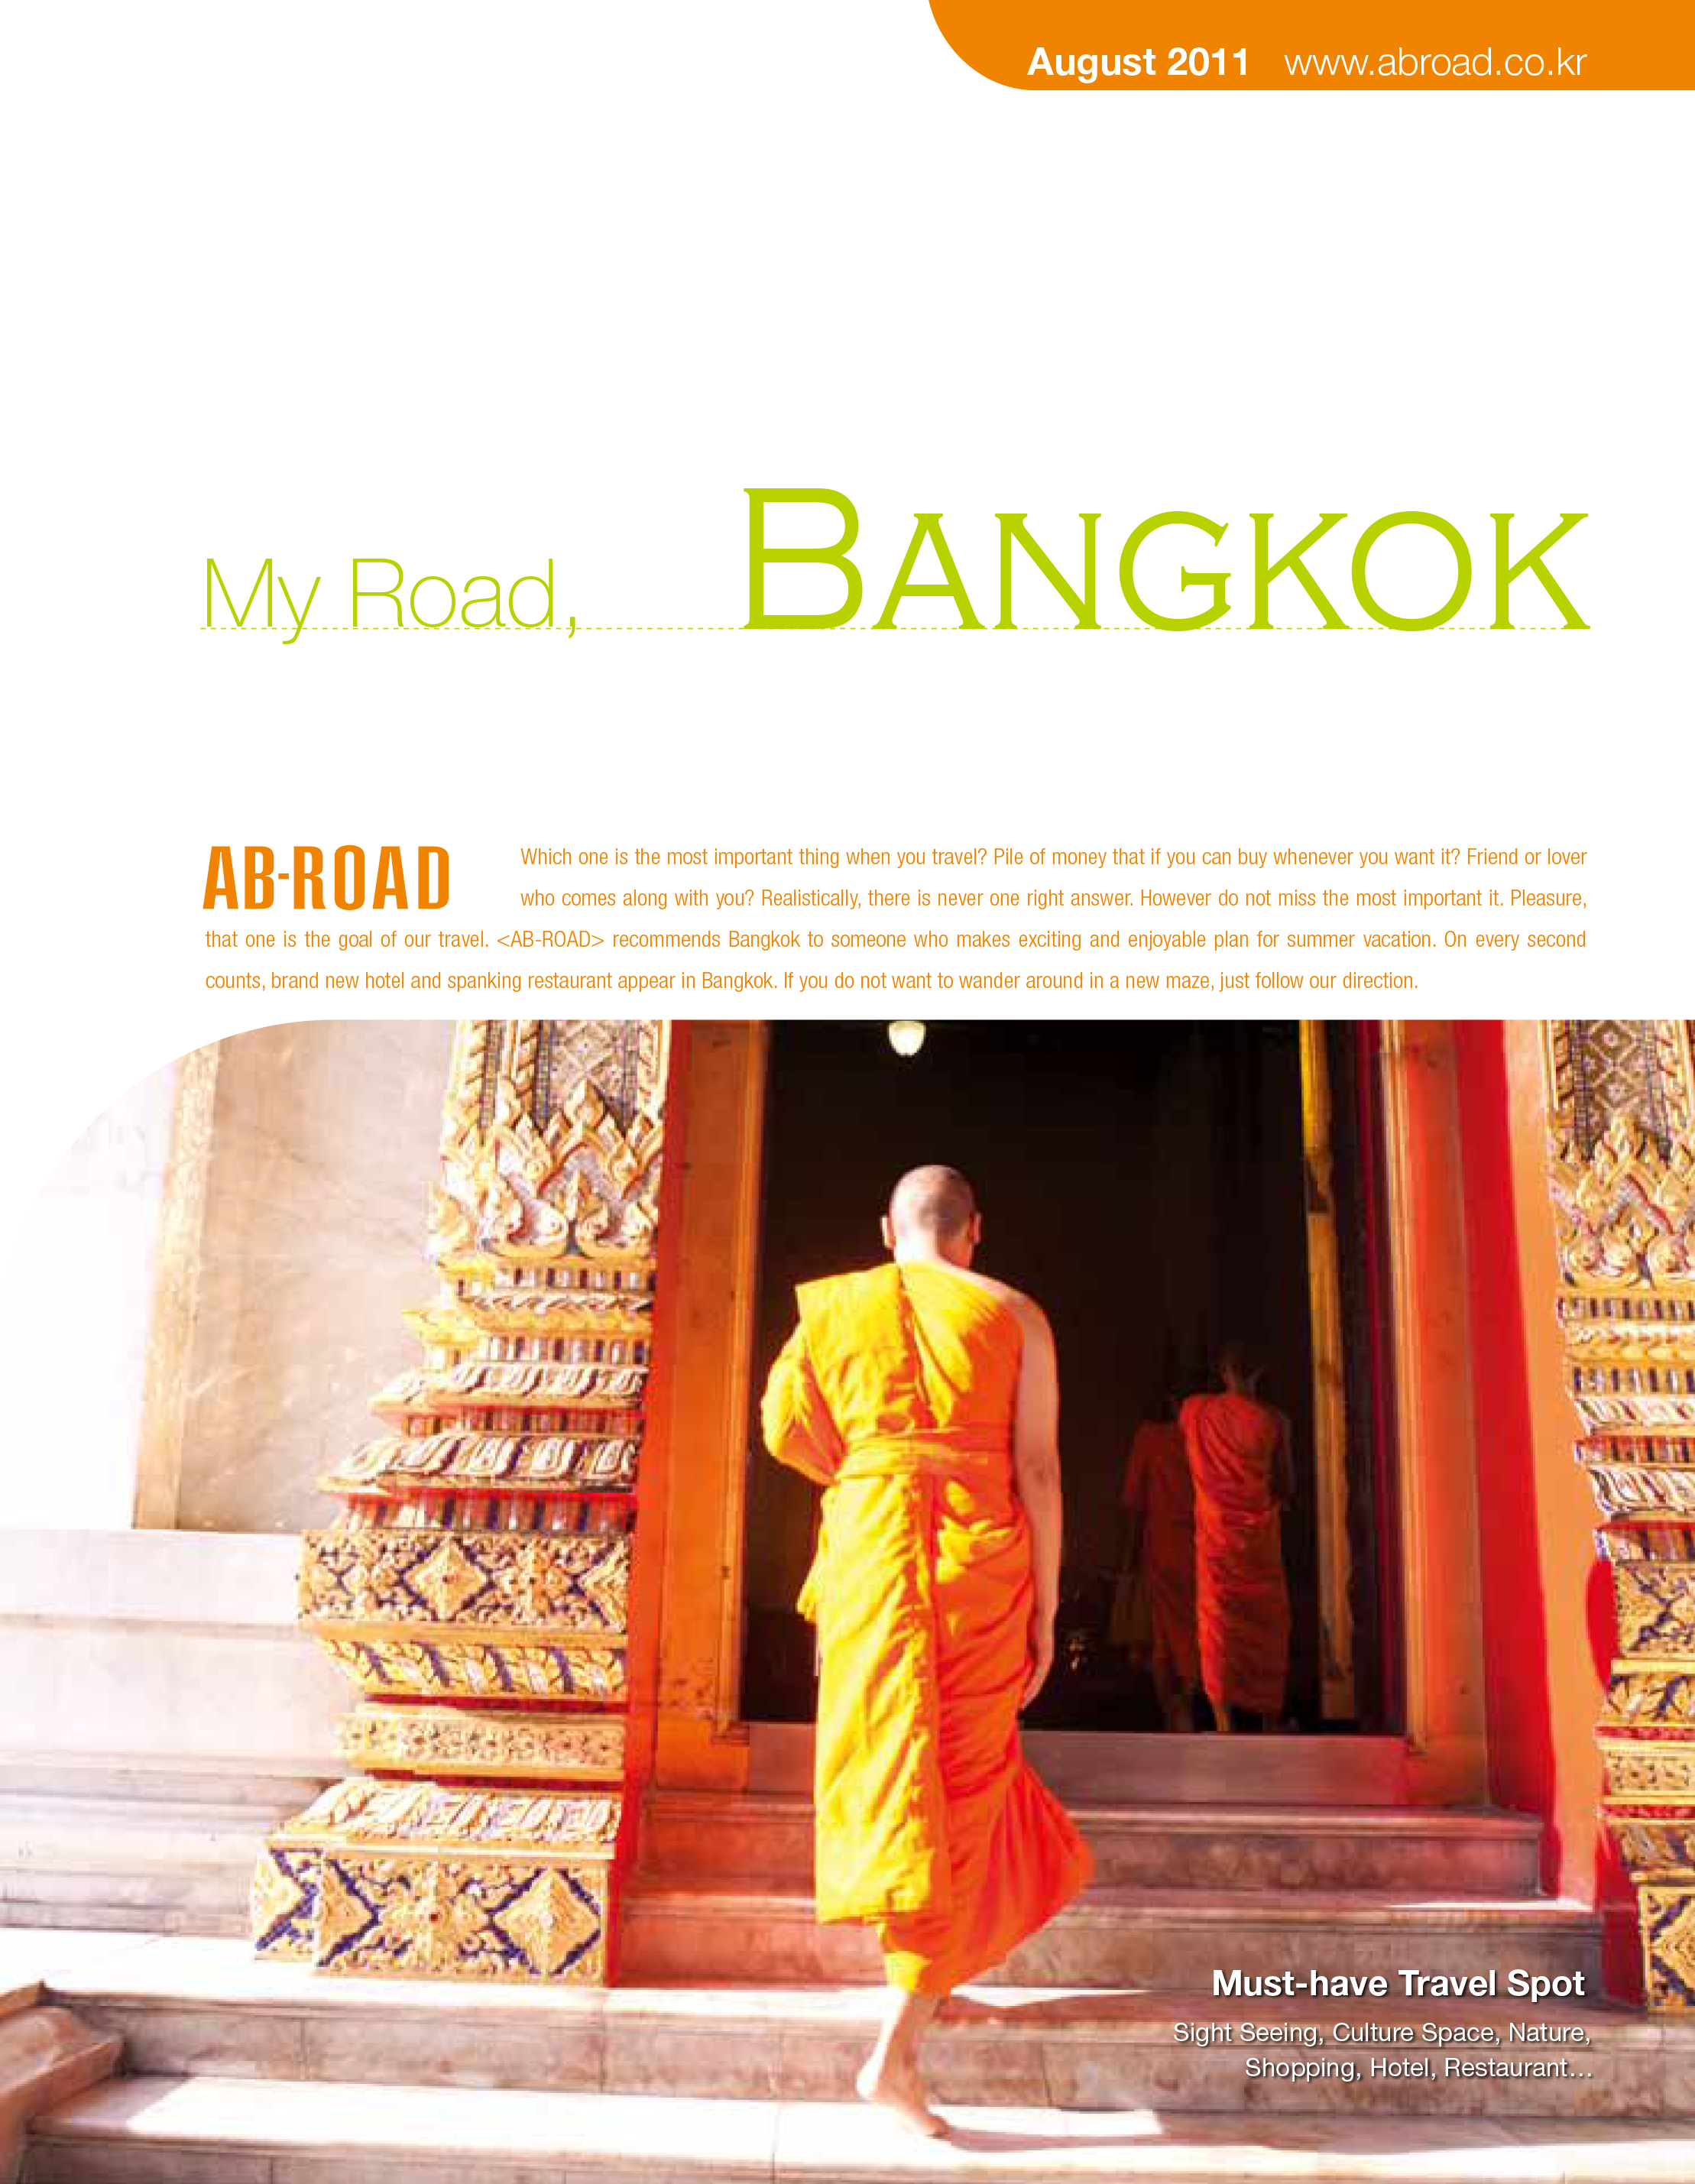 August 2011 www.abroad.co.kr
My Road, BANGKOK
AB-ROAD
Which one is the most important thing when you travel? Pile of money that if you can buy whenever you want it? Friend or lover
who comes along with you? Realistically, there is never one right answer. However do not miss the most important it. Pleasure,
that one is the goal of our travel. <AB-ROAD> recommends Bangkok to someone who makes exciting and enjoyable plan for summer vacation. On every second
counts, brand new hotel and spanking restaurant appear in Bangkok. If you do not want to wander around in a new maze, just follow our direction.
Must-have Travel Spot
Sight Seeing, Culture Space, Nature,
Shopping, Hotel, Restaurant…